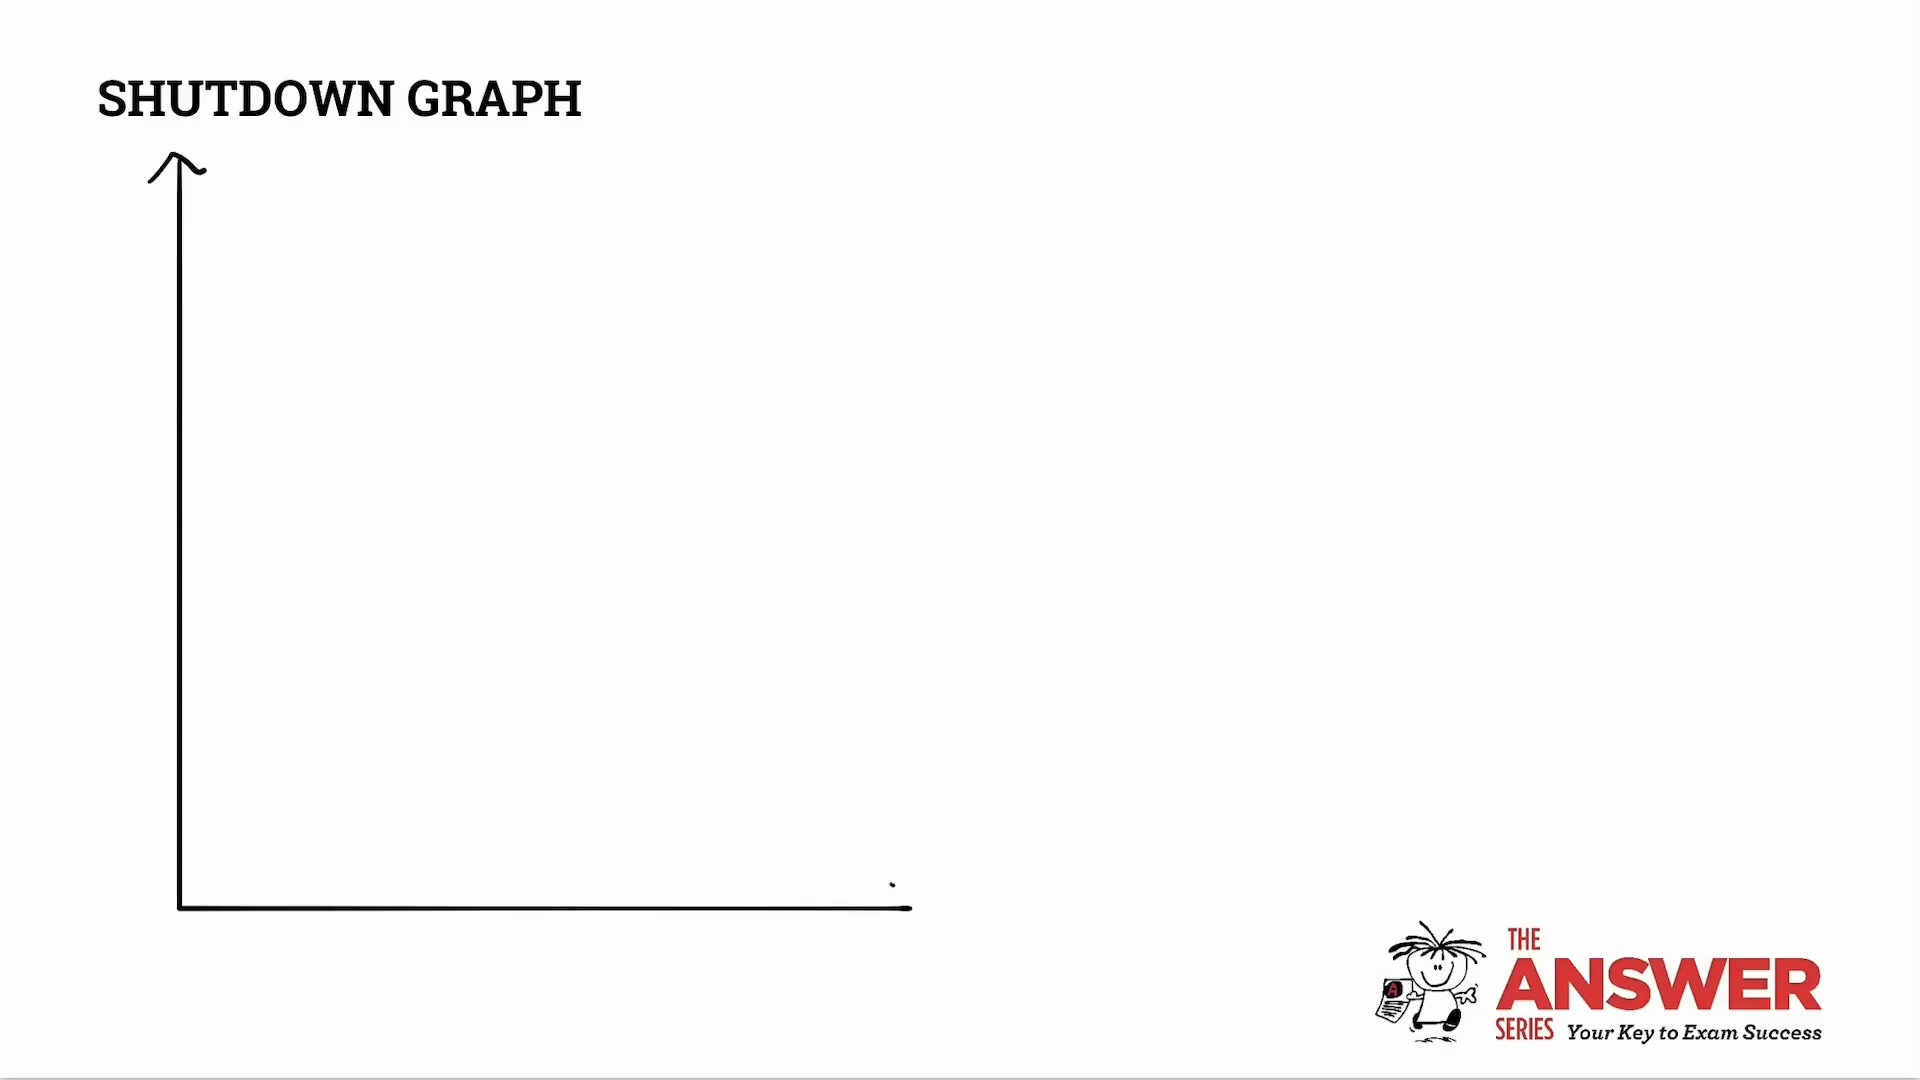 SHUTDOWN GRAPH
THE
ANSWER
SERIES Your Key to Exam Success
A